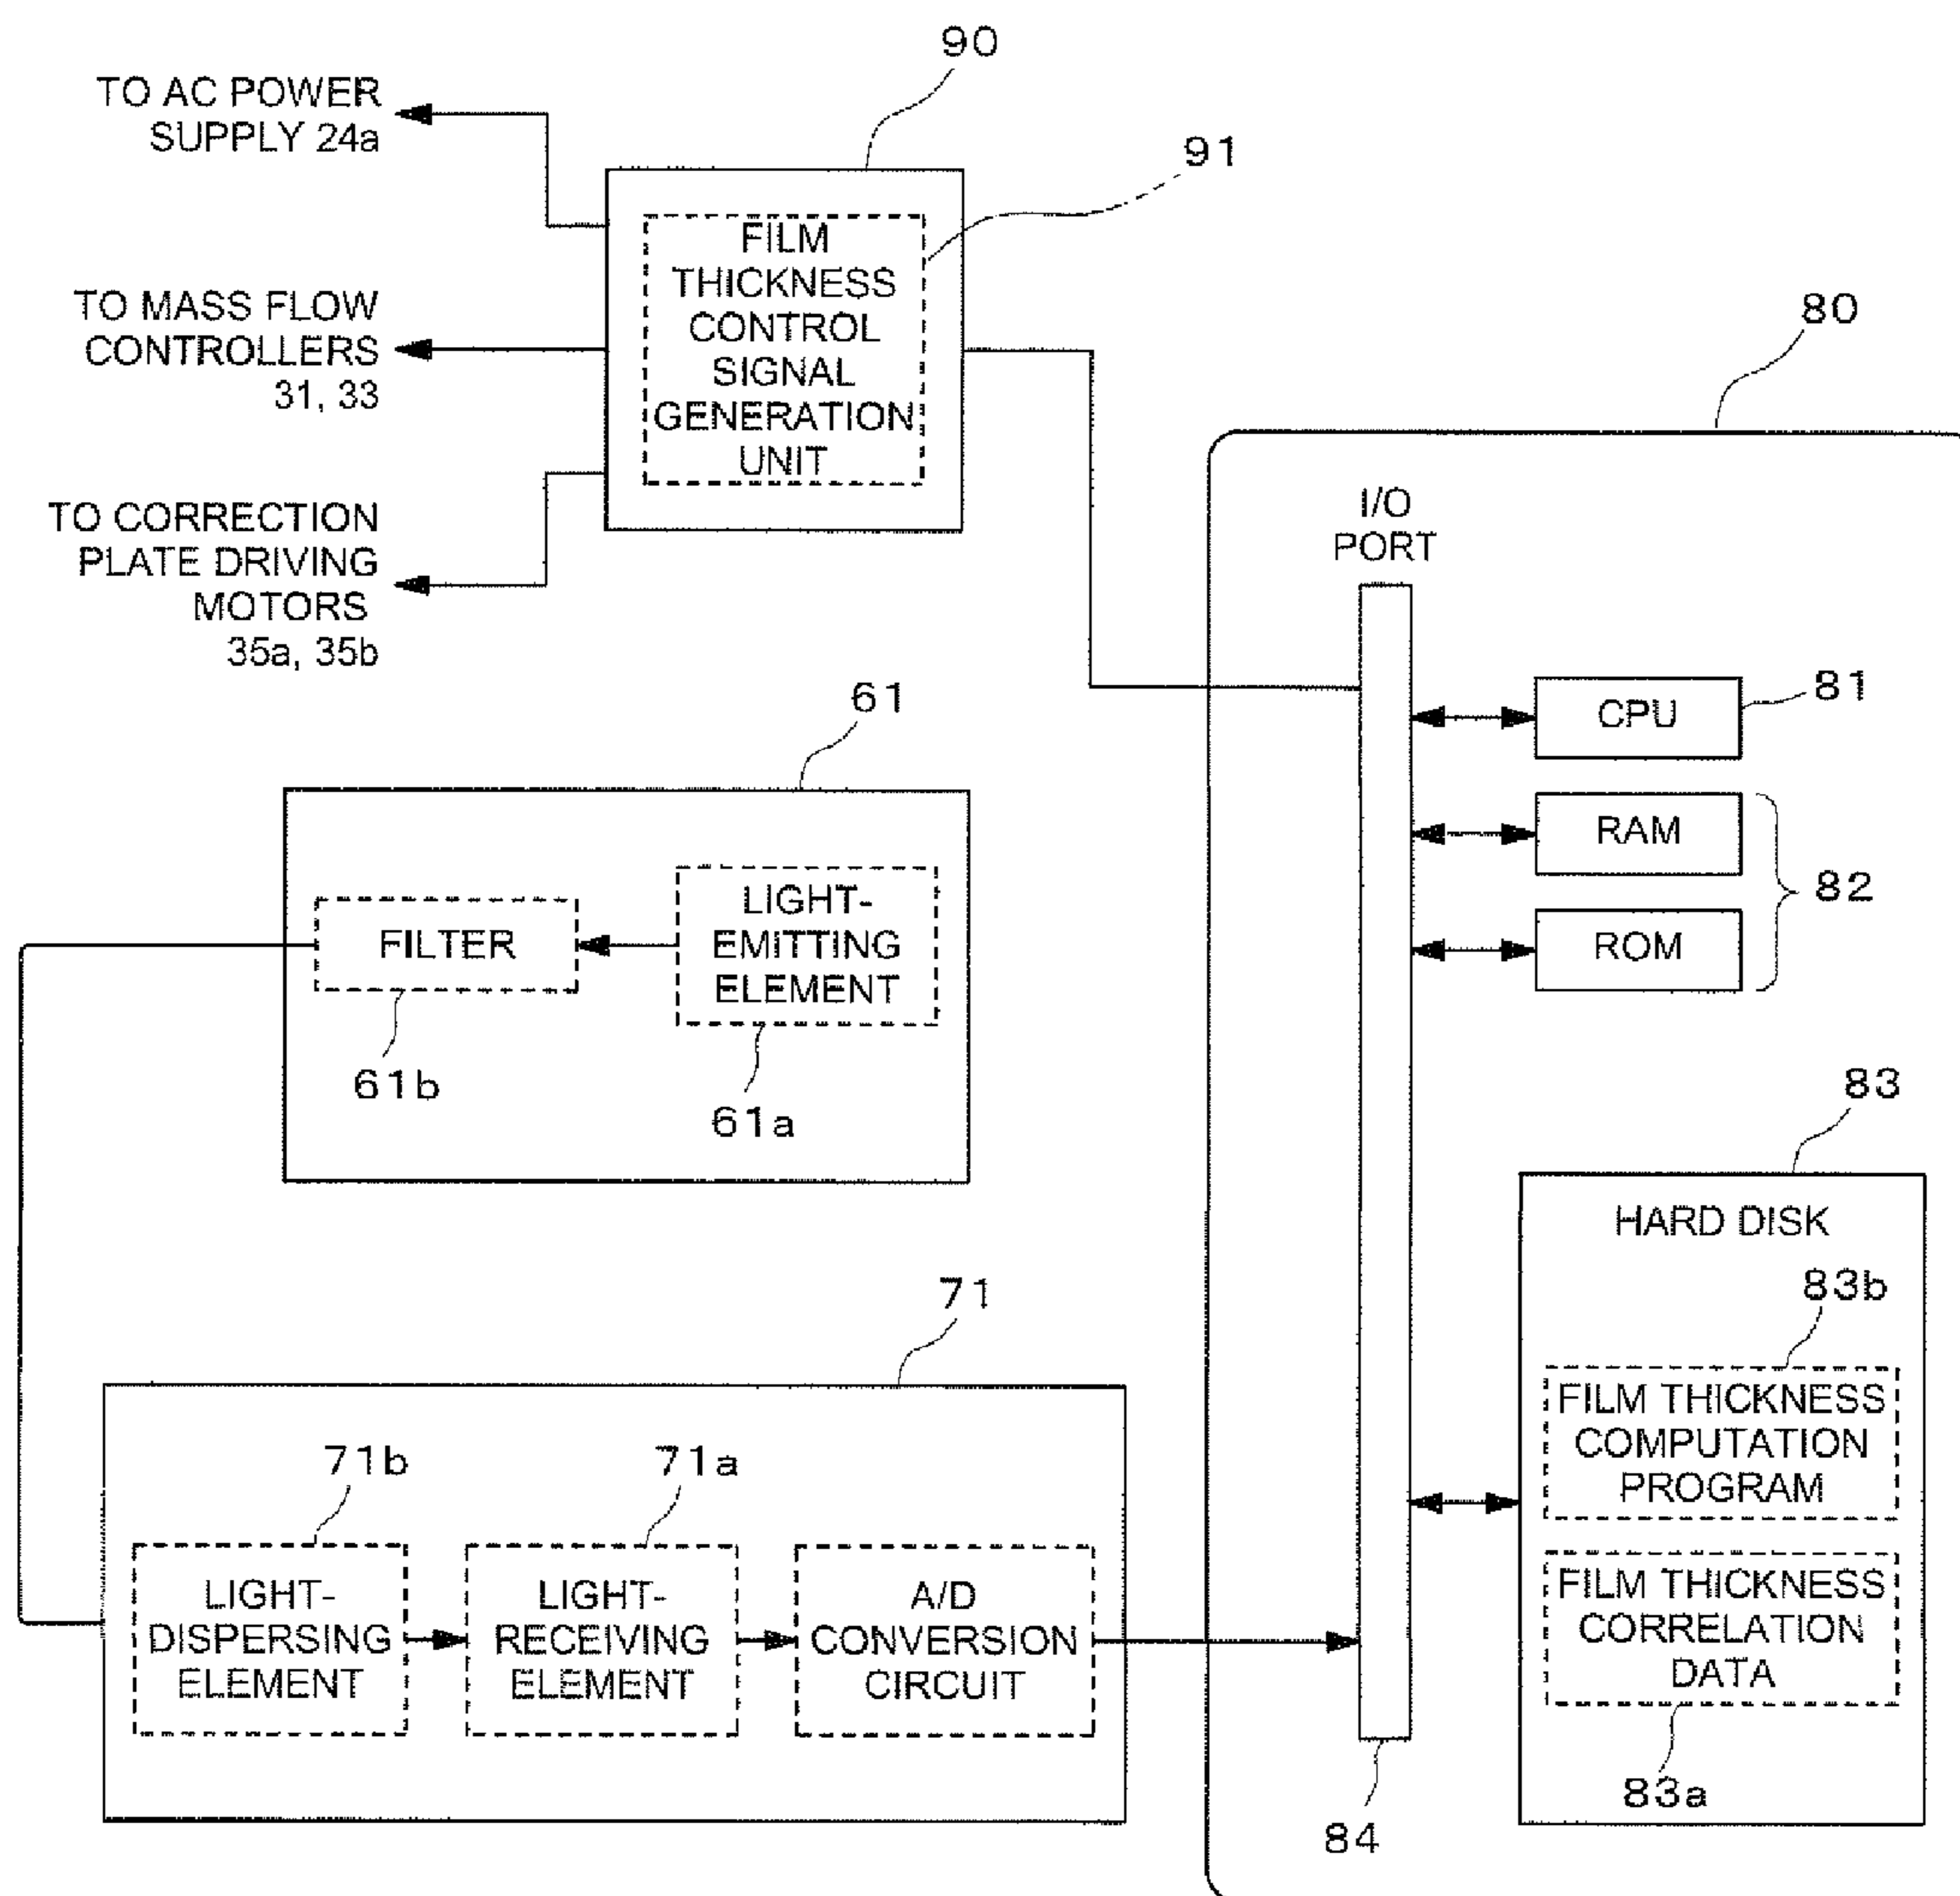 90
TO AC POWER
SUPPLY 24a
91
FILM
THICKNESS
CONTROL
SIGNAL
GENERATION
UNIT
TO MASS FLOW
CONTROLLERS
31, 33
TO CORRECTION
PLATE DRIVING
MOTORS
35a, 35b
80
I/O
PORT
CPU
81
RAM
82
ROM
61
LIGHT-
EMITTING
ELEMENT
FILTER
61b
61a
83
HARD DISK
83b
FILM THICKNESS
COMPUTATION
PROGRAM
FILM THICKNESS
CORRELATION
DATA
83a
84
71
71b
71a
LIGHT-
DISPERSING
ELEMENT
LIGHT-
RECEIVING
ELEMENT
A/D
CONVERSION
CIRCUIT